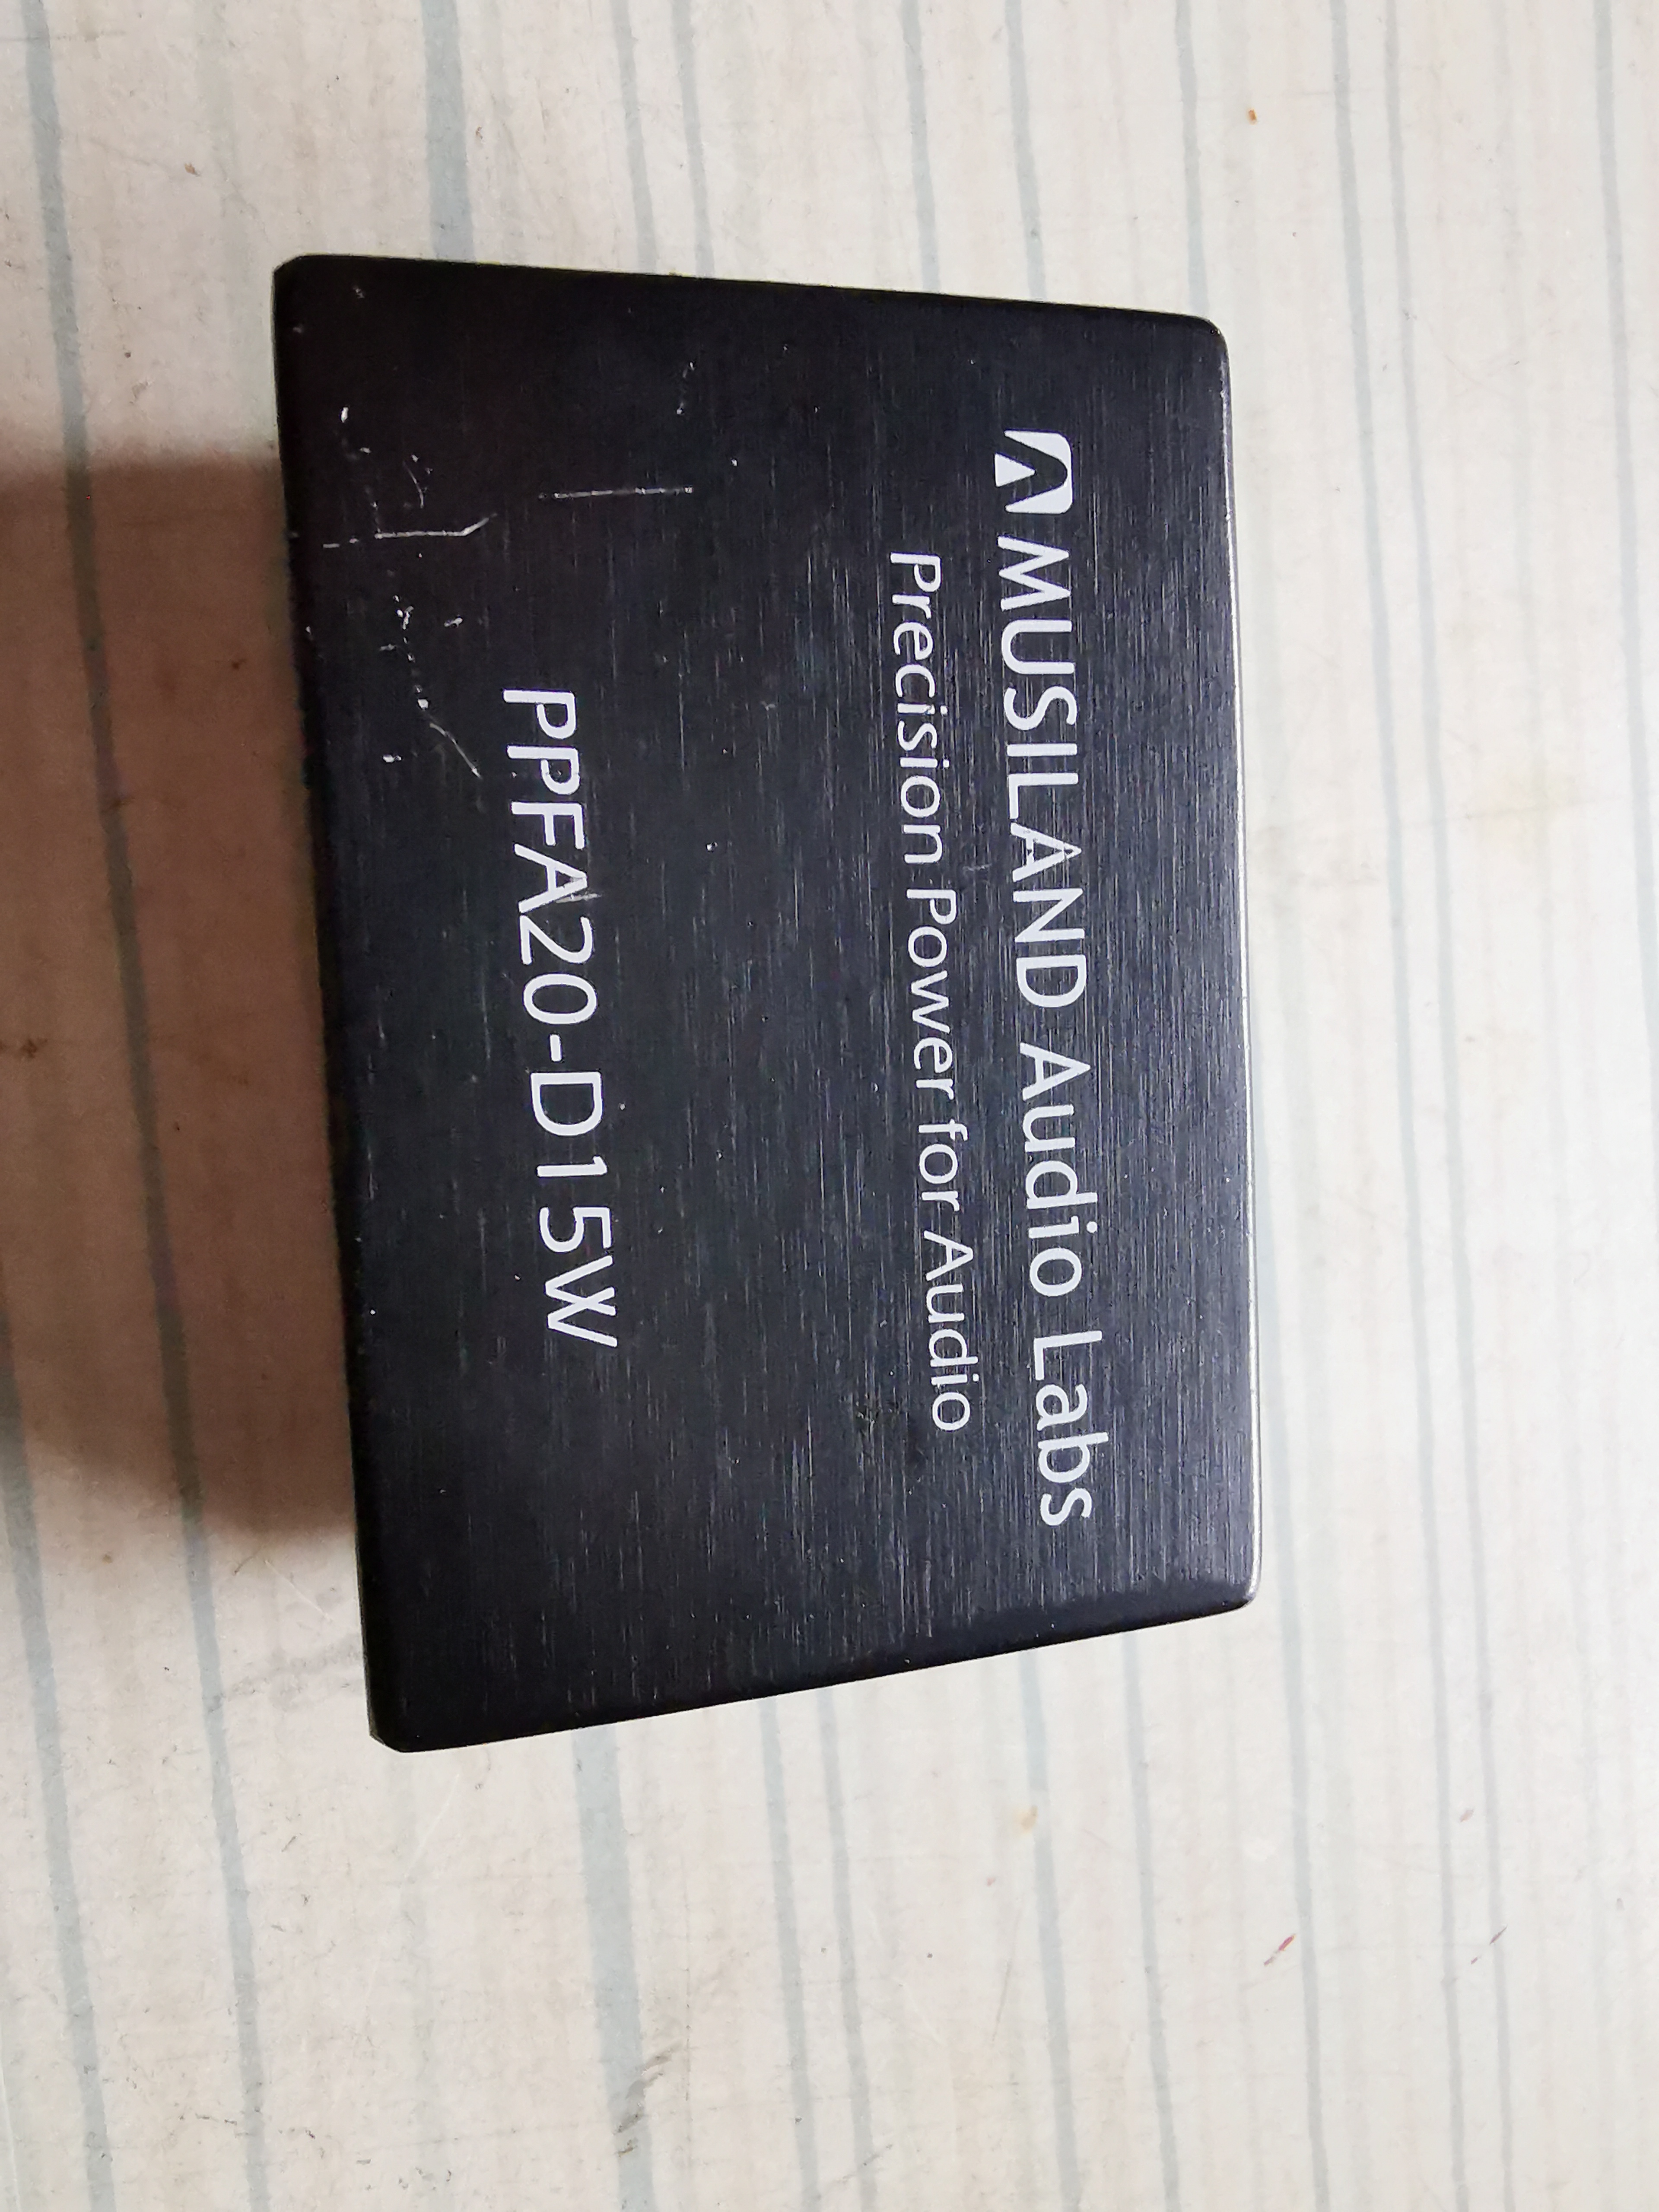 MUSILAND Audio Labs
Precision Power for Audio
PPFA20-D15W